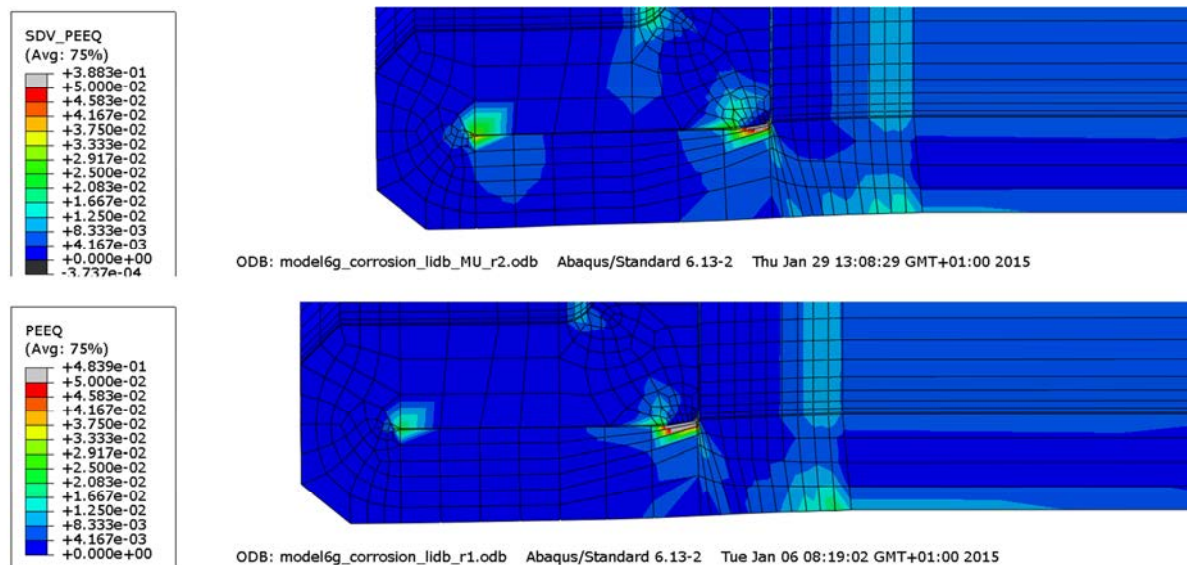 SDV_PEEQ
(Avg: 75%)
+3.883e-01
+5.000e-02
+4.583e-02
+4.167e-02
+3.750e-02
+3.333e-02
+2.917e-02
+2.500e-02
+2.083e-02
+1.667e-02
+1.250e-02
+8.333e-03
+4.167e-03
+0.000e+00
-3.737e-04
ODB: model6g_corrosion_lidb_MU_r2.odb Abaqus/Standard 6.13-2 Thu Jan 29 13:08:29 GMT+01:00 2015
PEEQ
(Avg: 75%)
+4.839e-01
+5.000e-02
+4.583e-02
+4.167e-02
+3.750e-02
+3.333e-02
+2.917e-02
+2.500e-02
+2.083e-02
+1.667e-02
+1.250e-02
+8.333e-03
+4.167e-03
+0.000e+00
ODB: model6g_corrosion_lidb_r1.odb Abaqus/Standard 6.13-2 Tue Jan 06 08:19:02 GMT+01:00 2015